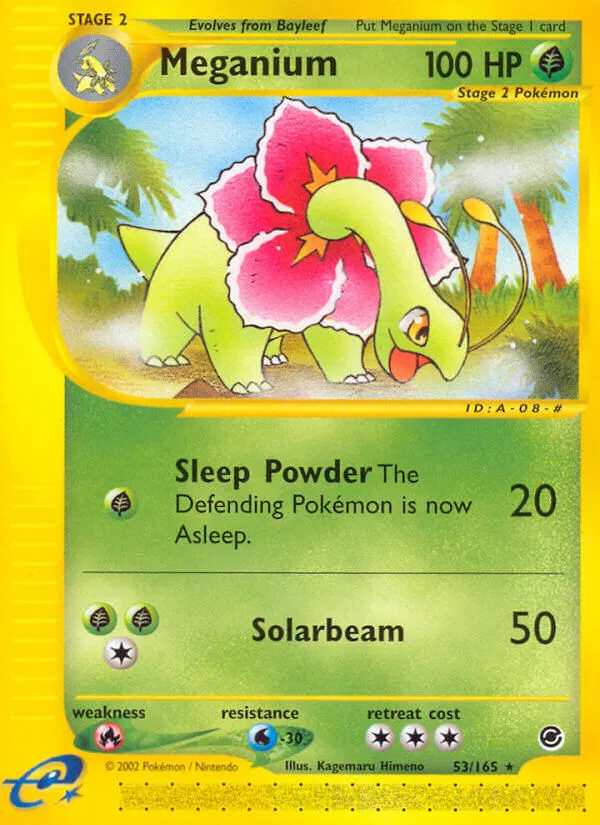 STAGE 2
Evolves from Bayleef Put Meganium on the Stage 1 card
Meganium 100 HP
Stage 2 Pokémon
ID:A-08-#
Sleep Powder The
Defending Pokémon is now
Asleep.
20
Solarbeam 50
weakness resistance retreat cost
-30
© 2002 Pokémon / Nintendo Illus. Kagemaru Himeno 53/165 ★
e